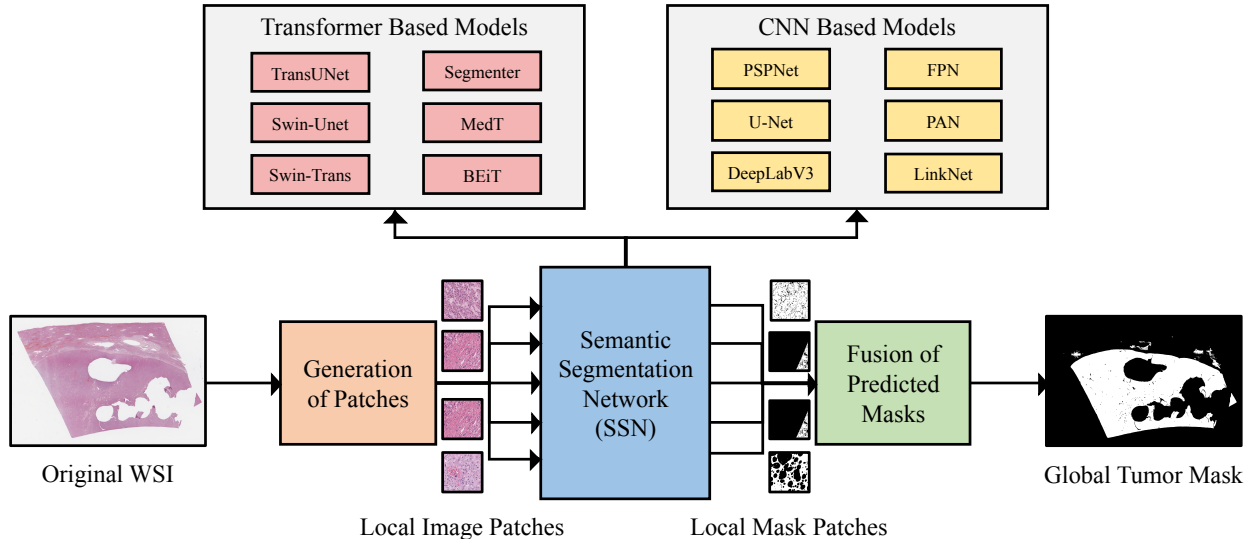 Transformer Based Models
TransUNet
Segmenter
Swin-Unet
MedT
Swin-Trans
BEiT
CNN Based Models
PSPNet
FPN
U-Net
PAN
DeepLabV3
LinkNet
Original WSI
Generation
of Patches
Local Image Patches
Semantic
Segmentation
Network
(SSN)
Local Mask Patches
Fusion of
Predicted
Masks
Global Tumor Mask